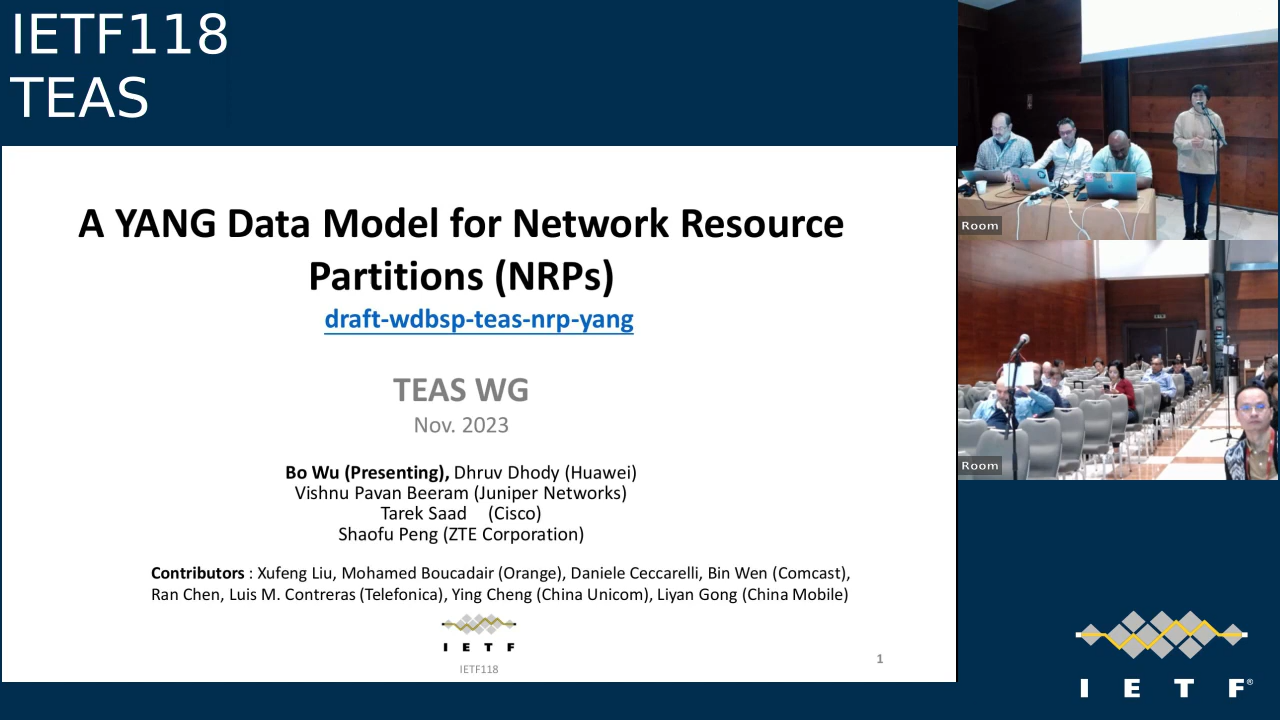 IETF118
TEAS
A YANG Data Model for Network Resource
Partitions (NRPs)
draft-wdbsp-teas-nrp-yang
TEAS WG
Nov. 2023
Bo Wu (Presenting), Dhruv Dhody (Huawei)
Vishnu Pavan Beeram (Juniper Networks)
Tarek Saad (Cisco)
Shaofu Peng (ZTE Corporation)
Contributors : Xufeng Liu, Mohamed Boucadair (Orange), Daniele Ceccarelli, Bin Wen (Comcast),
Ran Chen, Luis M. Contreras (Telefonica), Ying Cheng (China Unicom), Liyan Gong (China Mobile)
I E T F
IETF118
1
Room
Room
I E T F®